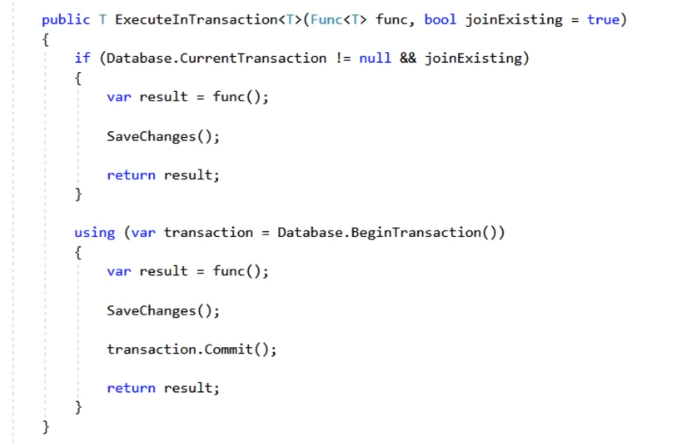 public T ExecuteInTransaction<T>(Func<T> func, bool joinExisting = true)
{
if (Database.CurrentTransaction != null && joinExisting)
{
var result = func();
SaveChanges();
return result;
}
using (var transaction = Database.BeginTransaction())
{
var result = func();
SaveChanges();
transaction.Commit();
return result;
}
}